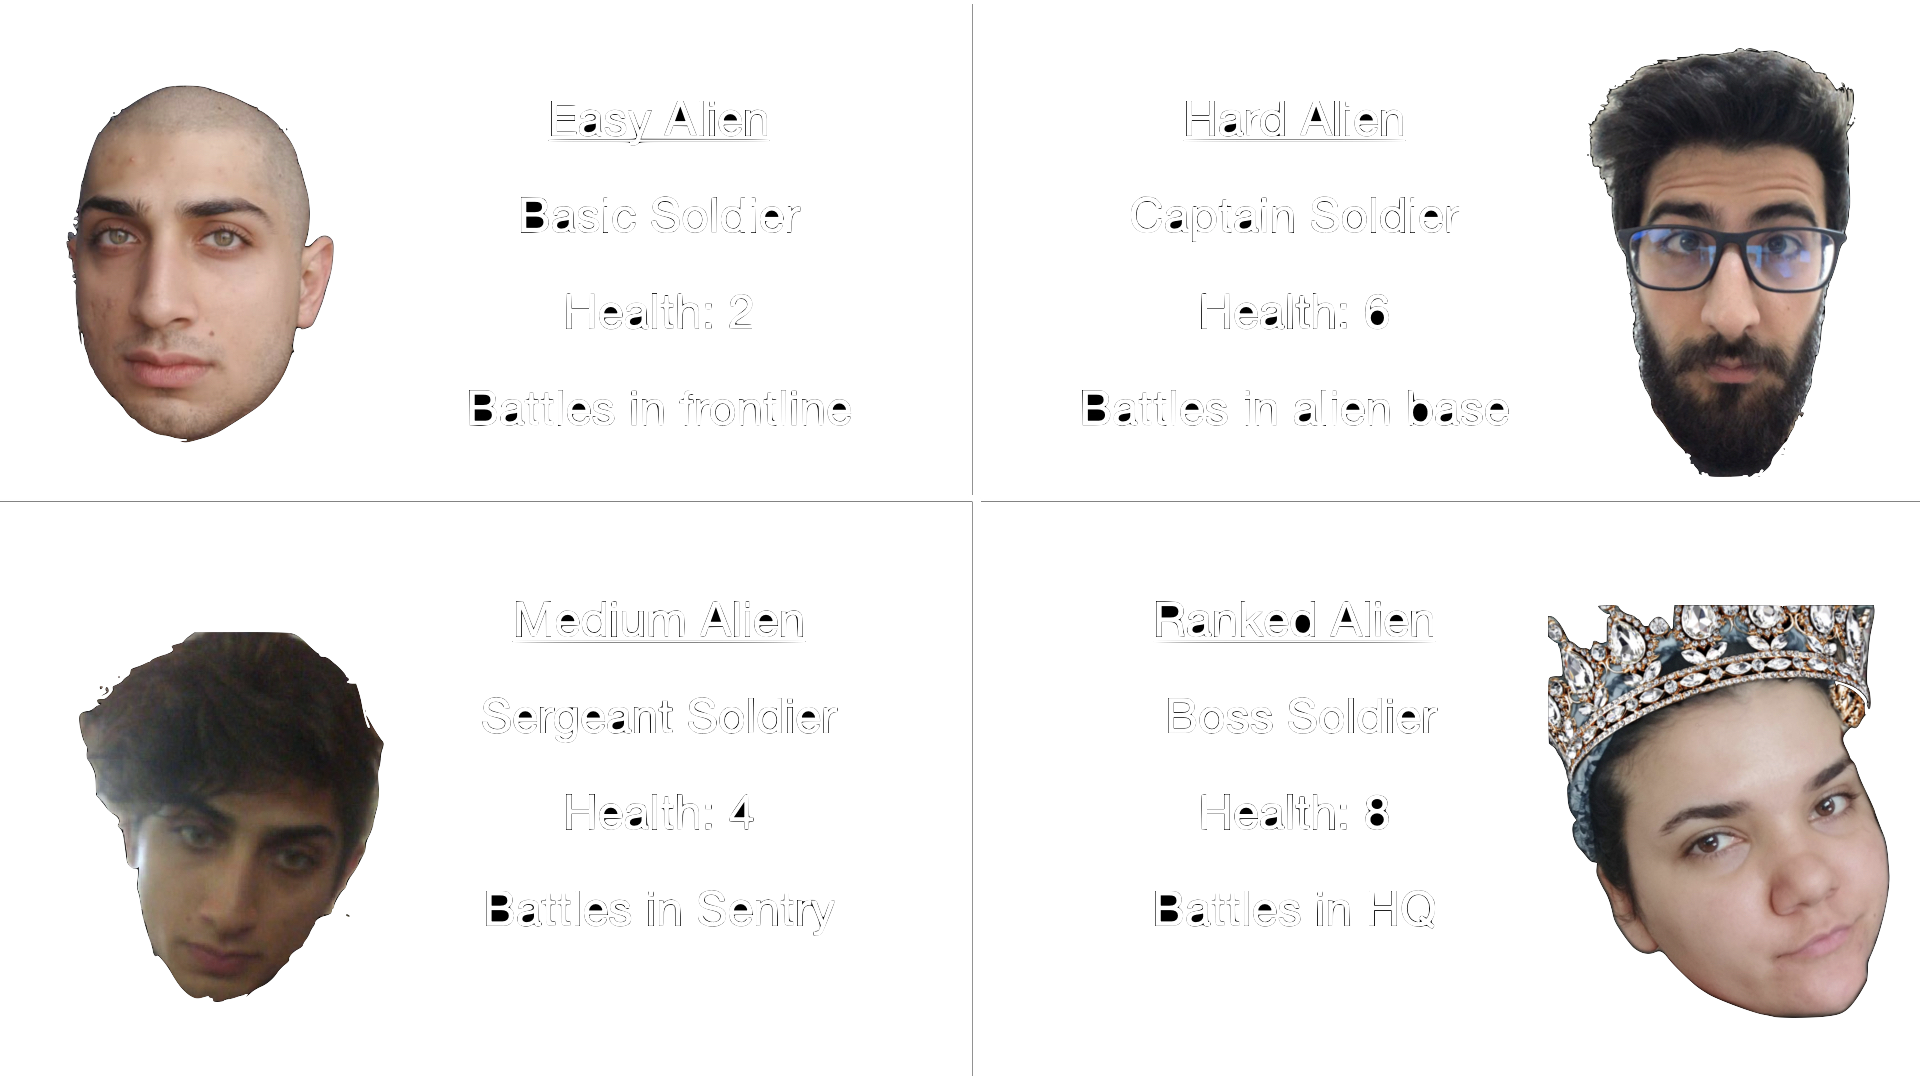 Easy Alien
Basic Soldier
Health: 2
Battles in frontline
Hard Alien
Captain Soldier
Health: 6
Battles in alien base
Medium Alien
Sergeant Soldier
Health: 4
Battles in Sentry
Ranked Alien
Boss Soldier
Health: 8
Battles in HQ